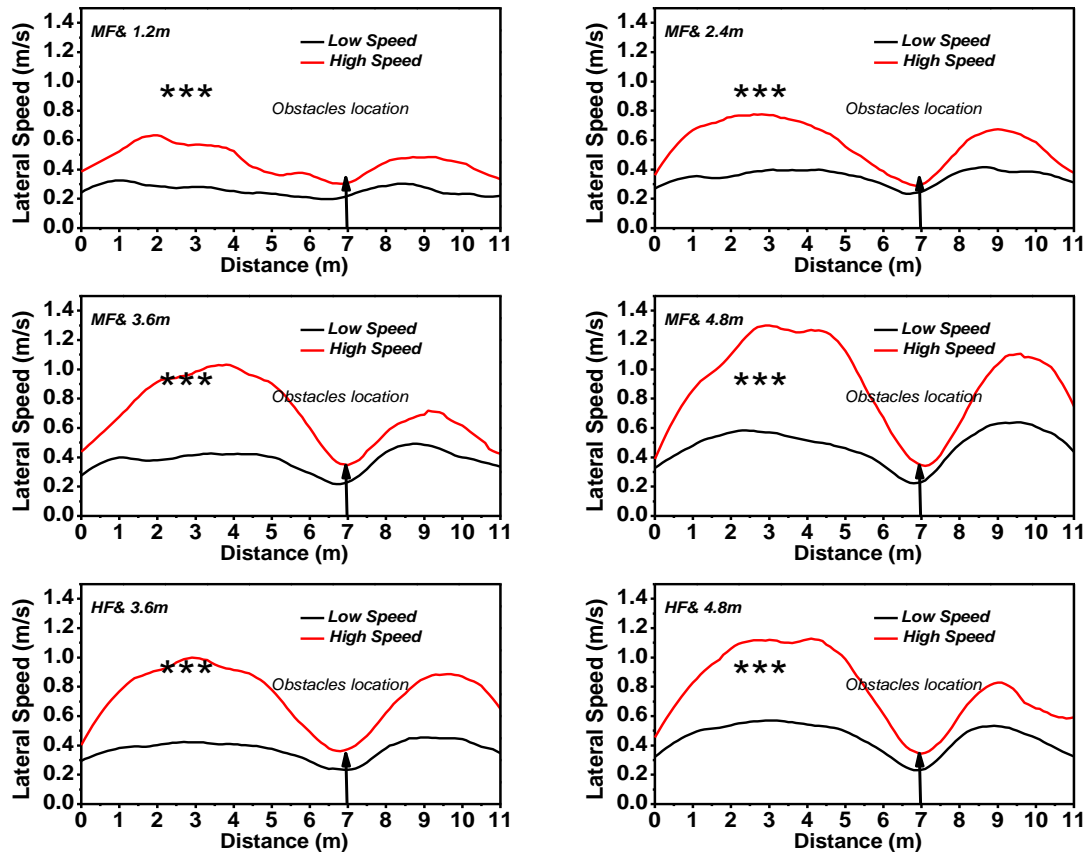 MF& 1.2m
Low Speed
High Speed
***
Obstacles location
Lateral Speed (m/s)
1.4
1.2
1.0
0.8
0.6
0.4
0.2
0.0
0 1 2 3 4 5 6 7 8 9 10 11
Distance (m)
MF& 2.4m
Low Speed
High Speed
***
Obstacles location
Lateral Speed (m/s)
1.4
1.2
1.0
0.8
0.6
0.4
0.2
0.0
0 1 2 3 4 5 6 7 8 9 10 11
Distance (m)
MF& 3.6m
Low Speed
High Speed
***
Obstacles location
Lateral Speed (m/s)
1.4
1.2
1.0
0.8
0.6
0.4
0.2
0.0
0 1 2 3 4 5 6 7 8 9 10 11
Distance (m)
MF& 4.8m
Low Speed
High Speed
***
Obstacles location
Lateral Speed (m/s)
1.4
1.2
1.0
0.8
0.6
0.4
0.2
0.0
0 1 2 3 4 5 6 7 8 9 10 11
Distance (m)
HF& 3.6m
Low Speed
High Speed
***
Obstacles location
Lateral Speed (m/s)
1.4
1.2
1.0
0.8
0.6
0.4
0.2
0.0
0 1 2 3 4 5 6 7 8 9 10 11
Distance (m)
HF& 4.8m
Low Speed
High Speed
***
Obstacles location
Lateral Speed (m/s)
1.4
1.2
1.0
0.8
0.6
0.4
0.2
0.0
0 1 2 3 4 5 6 7 8 9 10 11
Distance (m)